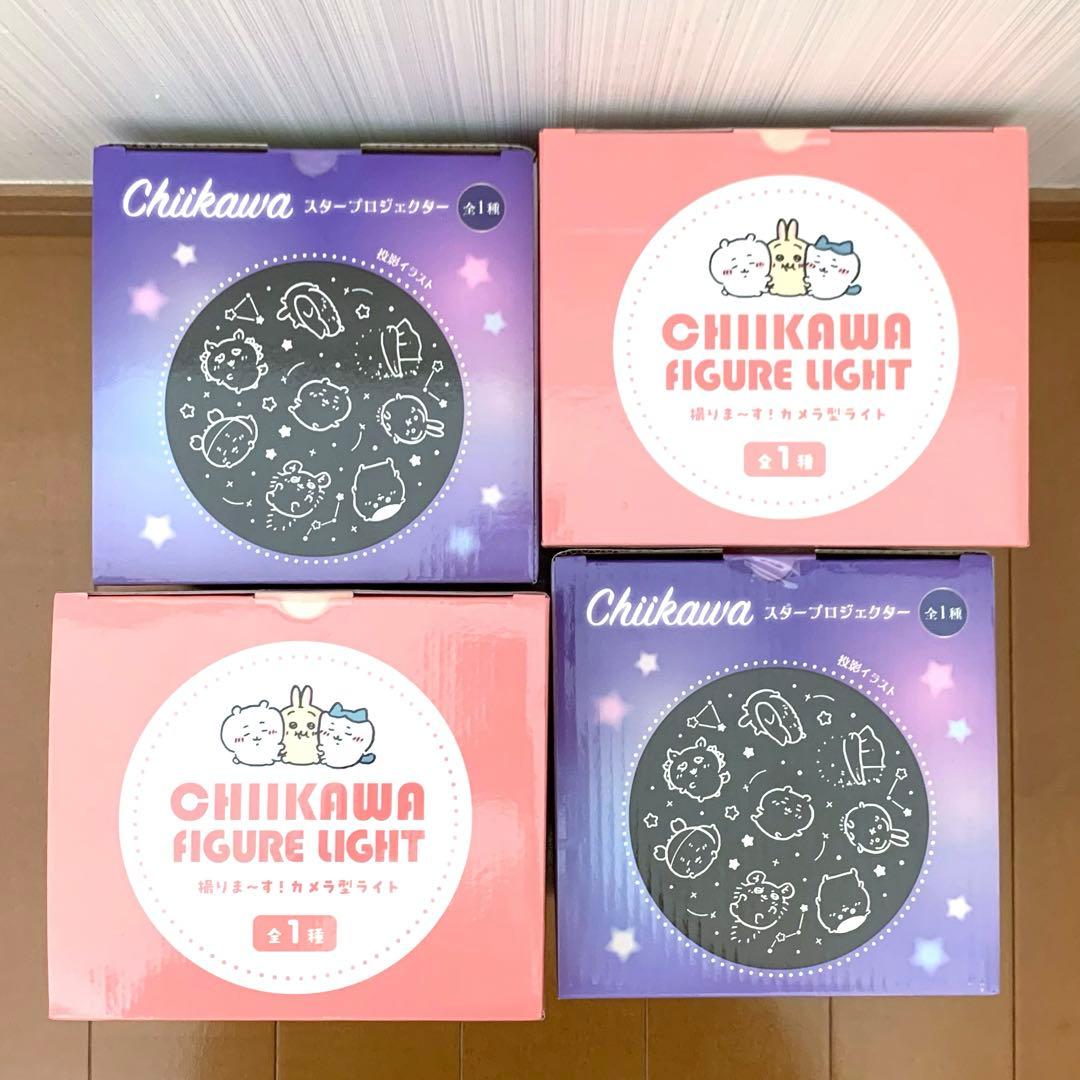 Chiikawa スタープロジェクター 全1種
投影イラスト
CHIIKAWA
FIGURE LIGHT
撮りま〜す!カメラ型ライト
全1種
CHIIKAWA
FIGURE LIGHT
撮りま〜す!カメラ型ライト
全1種
Chiikawa スタープロジェクター 全1種
投影イラスト